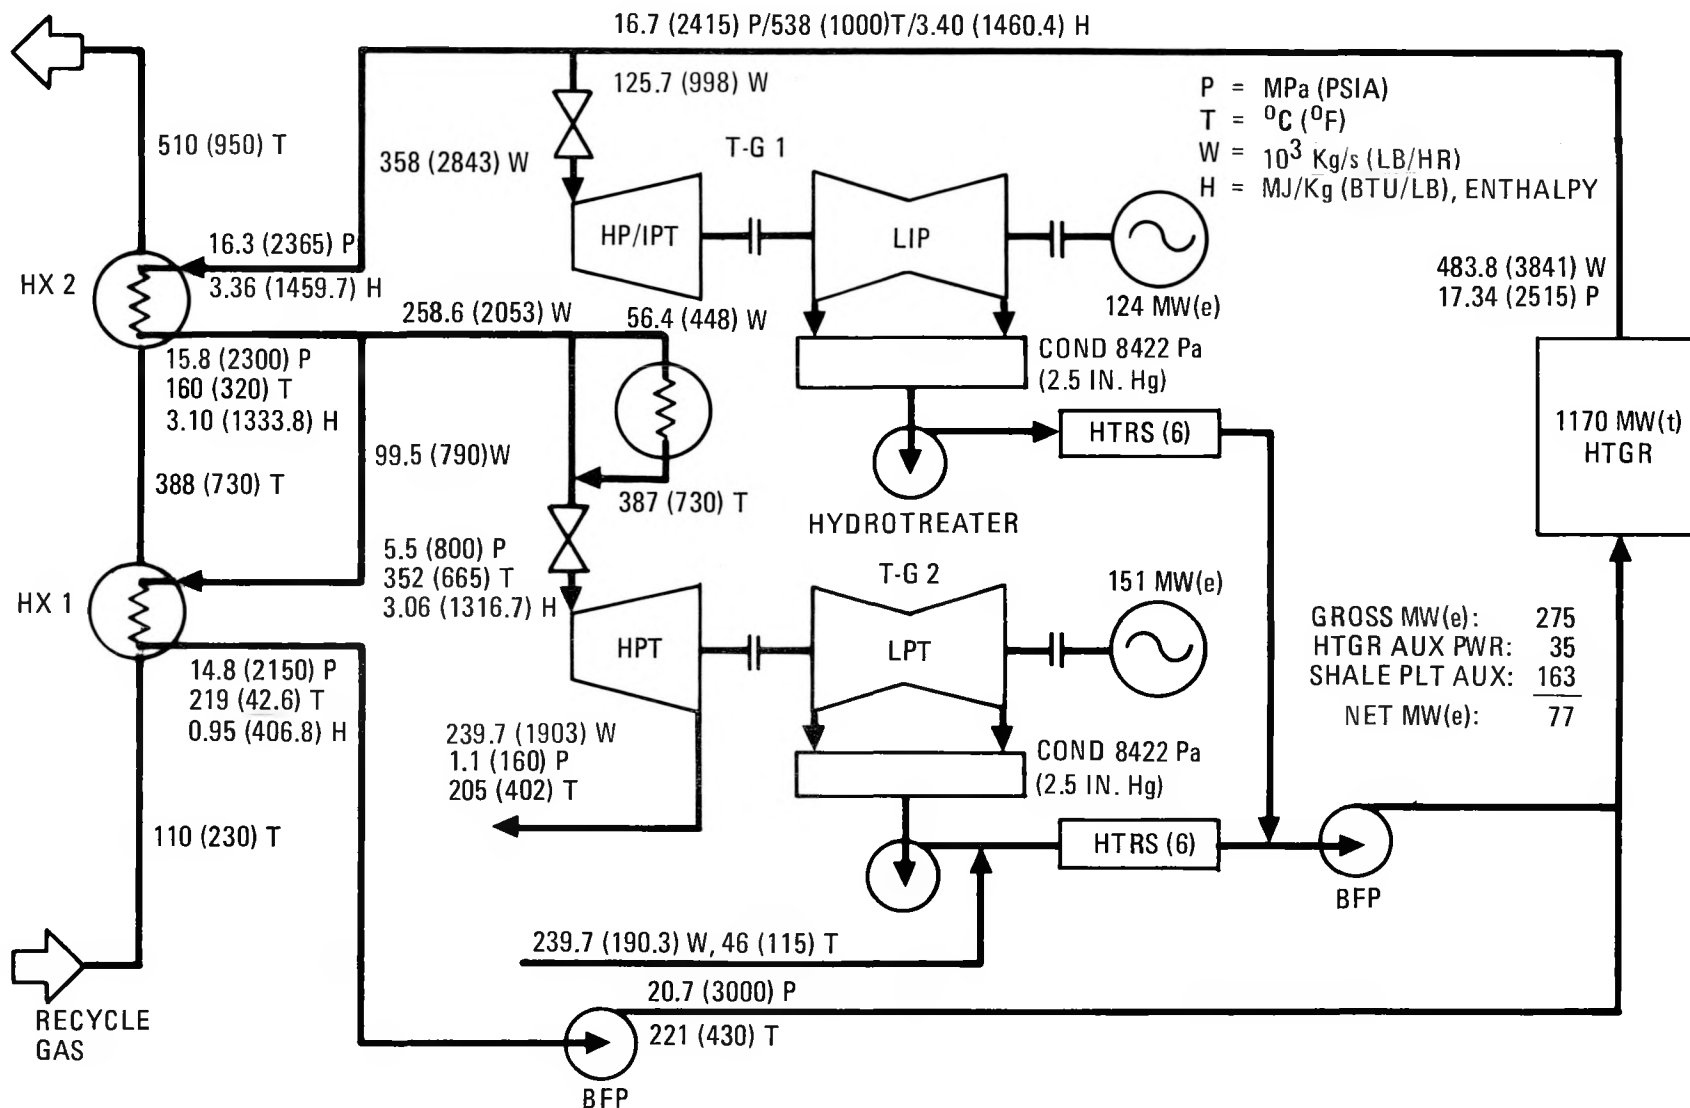 16.7 (2415) P/538 (1000)T/3.40 (1460.4) H
125.7 (998) W
P = MPa (PSIA)
T = °C (°F)
W = 10³ Kg/s (LB/HR)
H = MJ/Kg (BTU/LB), ENTHALPY
510 (950) T
358 (2843) W
T-G 1
HP/IPT
LIP
124 MW(e)
16.3 (2365) P
3.36 (1459.7) H
HX 2
483.8 (3841) W
17.34 (2515) P
258.6 (2053) W
56.4 (448) W
15.8 (2300) P
160 (320) T
3.10 (1333.8) H
COND 8422 Pa
(2.5 IN. Hg)
HTRS (6)
1170 MW(t)
HTGR
99.5 (790)W
388 (730) T
387 (730) T
HYDROTREATER
5.5 (800) P
352 (665) T
3.06 (1316.7) H
T-G 2
151 MW(e)
HX 1
HPT
LPT
GROSS MW(e): 275
HTGR AUX PWR: 35
SHALE PLT AUX: 163
NET MW(e): 77
14.8 (2150) P
219 (42.6) T
0.95 (406.8) H
239.7 (1903) W
1.1 (160) P
205 (402) T
COND 8422 Pa
(2.5 IN. Hg)
110 (230) T
HTRS (6)
BFP
239.7 (190.3) W, 46 (115) T
20.7 (3000) P
221 (430) T
RECYCLE
GAS
BFP